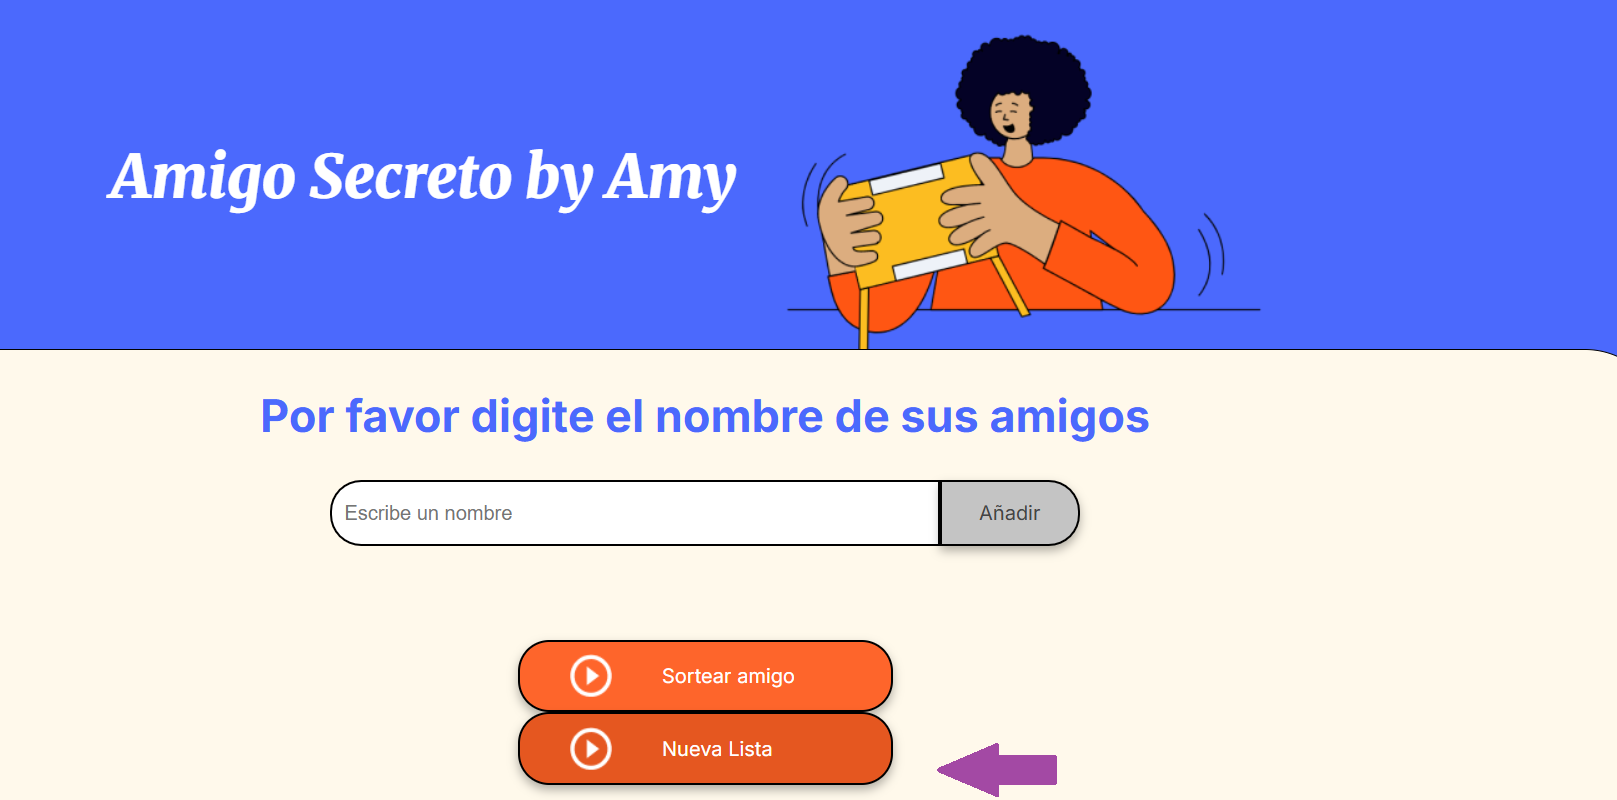 Amigo Secreto by Amy
Por favor digite el nombre de sus amigos
Escribe un nombre
Añadir
Sortear amigo
Nueva Lista